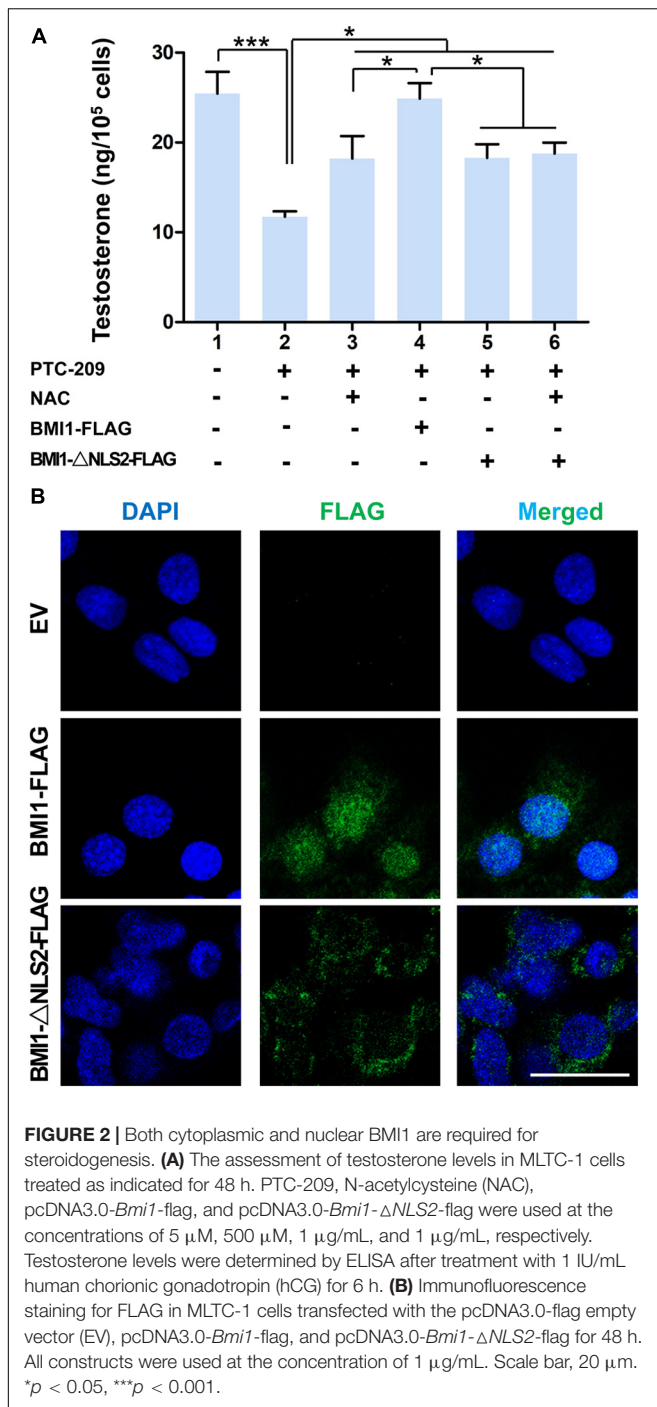 A
***
*
*
*
Testosterone (ng/10⁵ cells)
30
20
10
0
1 2 3 4 5 6
PTC-209 - + + + + +
NAC - - + - - +
BMI1-FLAG - - - + - -
BMI1-△NLS2-FLAG - - - - + +
B
DAPI FLAG Merged
EV
BMI1-FLAG
BMI1-△NLS2-FLAG
FIGURE 2 | Both cytoplasmic and nuclear BMI1 are required for
steroidogenesis. (A) The assessment of testosterone levels in MLTC-1 cells
treated as indicated for 48 h. PTC-209, N-acetylcysteine (NAC),
pcDNA3.0-Bmi1-flag, and pcDNA3.0-Bmi1-△NLS2-flag were used at the
concentrations of 5 μM, 500 μM, 1 μg/mL, and 1 μg/mL, respectively.
Testosterone levels were determined by ELISA after treatment with 1 IU/mL
human chorionic gonadotropin (hCG) for 6 h. (B) Immunofluorescence
staining for FLAG in MLTC-1 cells transfected with the pcDNA3.0-flag empty
vector (EV), pcDNA3.0-Bmi1-flag, and pcDNA3.0-Bmi1-△NLS2-flag for 48 h.
All constructs were used at the concentration of 1 μg/mL. Scale bar, 20 μm.
*p < 0.05, ***p < 0.001.